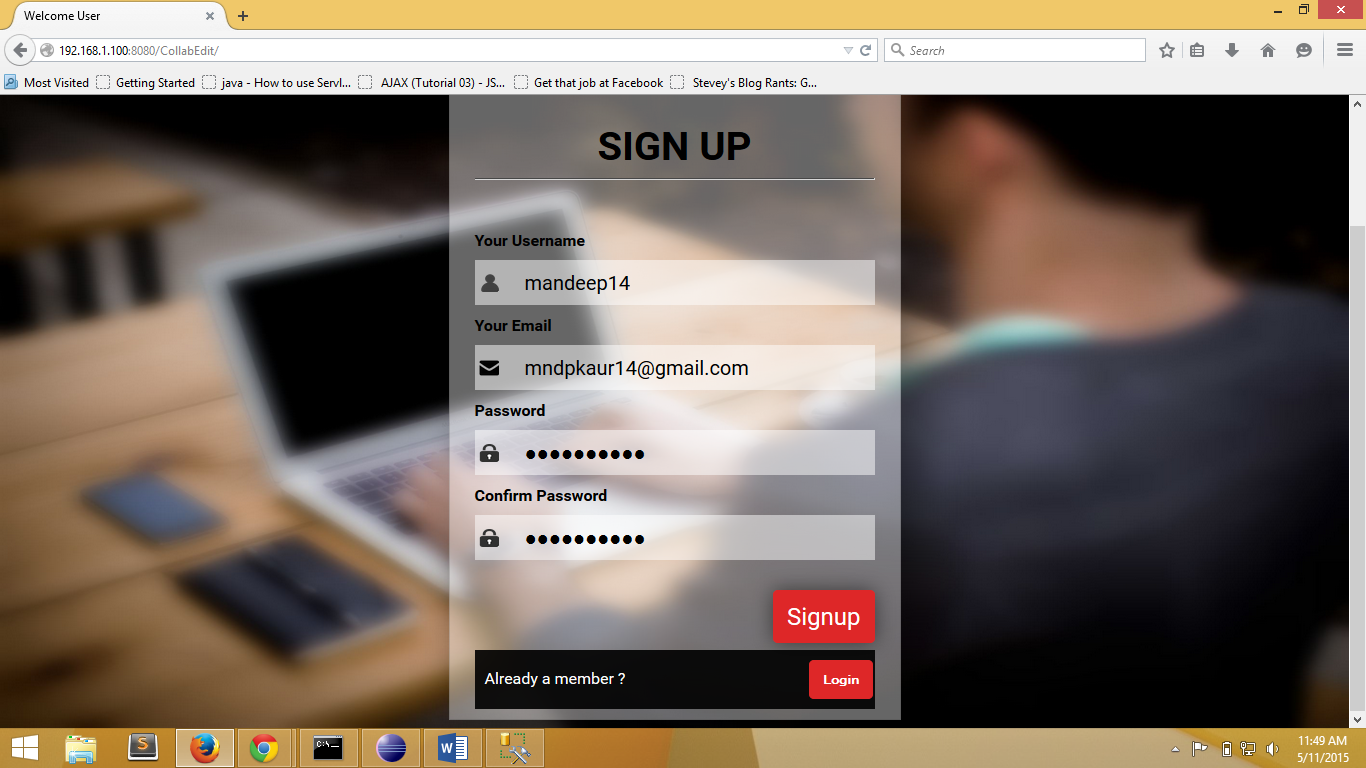 Welcome User
192.168.1.100:8080/CollabEdit/
Search
Most Visited
Getting Started
java - How to use Servl...
AJAX (Tutorial 03) - JS...
Get that job at Facebook
Stevey's Blog Rants: G...
SIGN UP
Your Username
mandeep14
Your Email
mndpkaur14@gmail.com
Password
●●●●●●●●●●
Confirm Password
●●●●●●●●●●
Signup
Already a member ?
Login
11:49 AM
5/11/2015